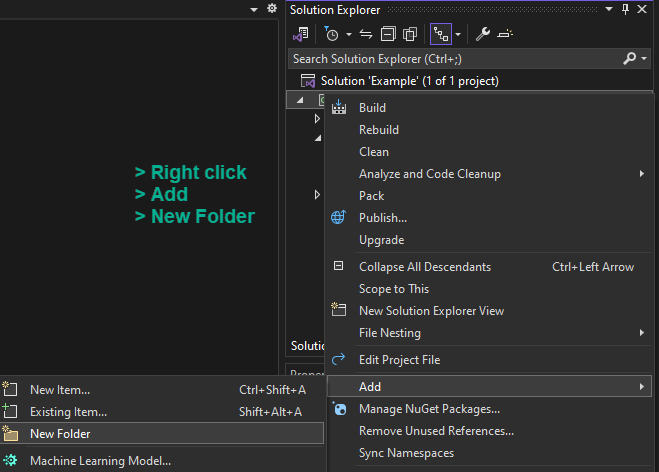 Solution Explorer
Search Solution Explorer (Ctrl+;)
Solution 'Example' (1 of 1 project)
> Right click
> Add
> New Folder
Build
Rebuild
Clean
Analyze and Code Cleanup
Pack
Publish...
Upgrade
Collapse All Descendants Ctrl+Left Arrow
Scope to This
New Solution Explorer View
File Nesting
Edit Project File
Add
Manage NuGet Packages...
Remove Unused References...
Sync Namespaces
New Item... Ctrl+Shift+A
Existing Item... Shift+Alt+A
New Folder
Machine Learning Model...